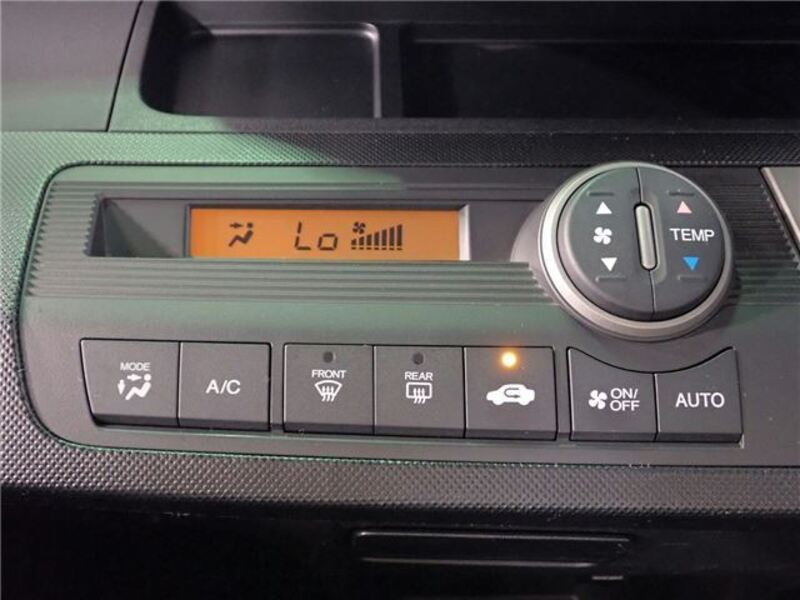 Lo
TEMP
MODE
A/C
FRONT
REAR
ON/
OFF
AUTO